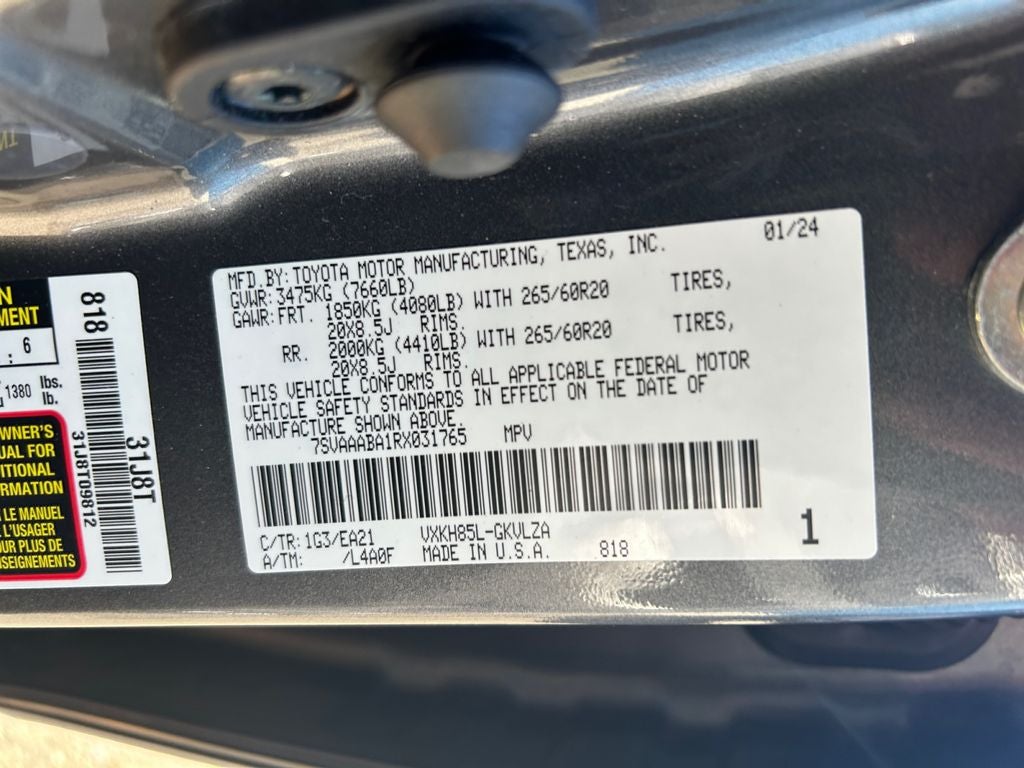 MFD.BY:TOYOTA MOTOR MANUFACTURING, TEXAS, INC. 01/24
GVWR:3475KG (7660LB)
GAWR:FRT. 1850KG (4080LB) WITH 265/60R20 TIRES,
20X8.5J RIMS.
RR. 2000KG (4410LB) WITH 265/60R20 TIRES,
20X8.5J RIMS.
THIS VEHICLE CONFORMS TO ALL APPLICABLE FEDERAL MOTOR
VEHICLE SAFETY STANDARDS IN EFFECT ON THE DATE OF
MANUFACTURE SHOWN ABOVE.
7SVAAABA1RX031765 MPV
C/TR:1G3/EA21 VXKH85L-GKVLZA
A/TM: /L4A0F MADE IN U.S.A. 818
1
: 6
1380 lbs.
lb.
WNER'S
UAL FOR
ITIONAL
RMATION
LE MANUEL
L'USAGER
PLUS DE
SEIGNEMENTS
818
31J8T09812
31J8T